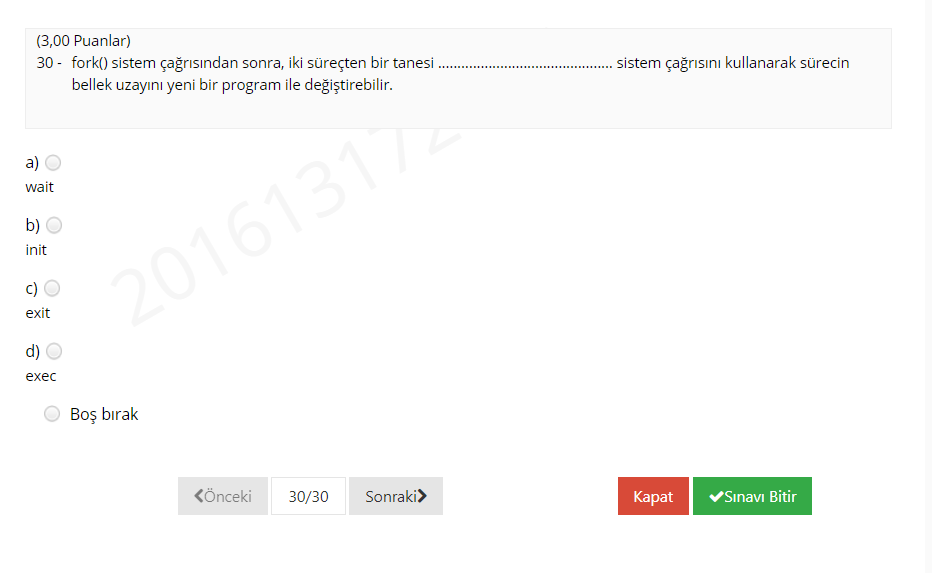 (3,00 Puanlar)
30 - fork() sistem çağrısından sonra, iki süreçten bir tanesi ............................................ sistem çağrısını kullanarak sürecin
bellek uzayını yeni bir program ile değiştirebilir.
201613172
a)
wait
b)
init
c)
exit
d)
exec
Boş bırak
Önceki 30/30 Sonraki Kapat Sınavı Bitir